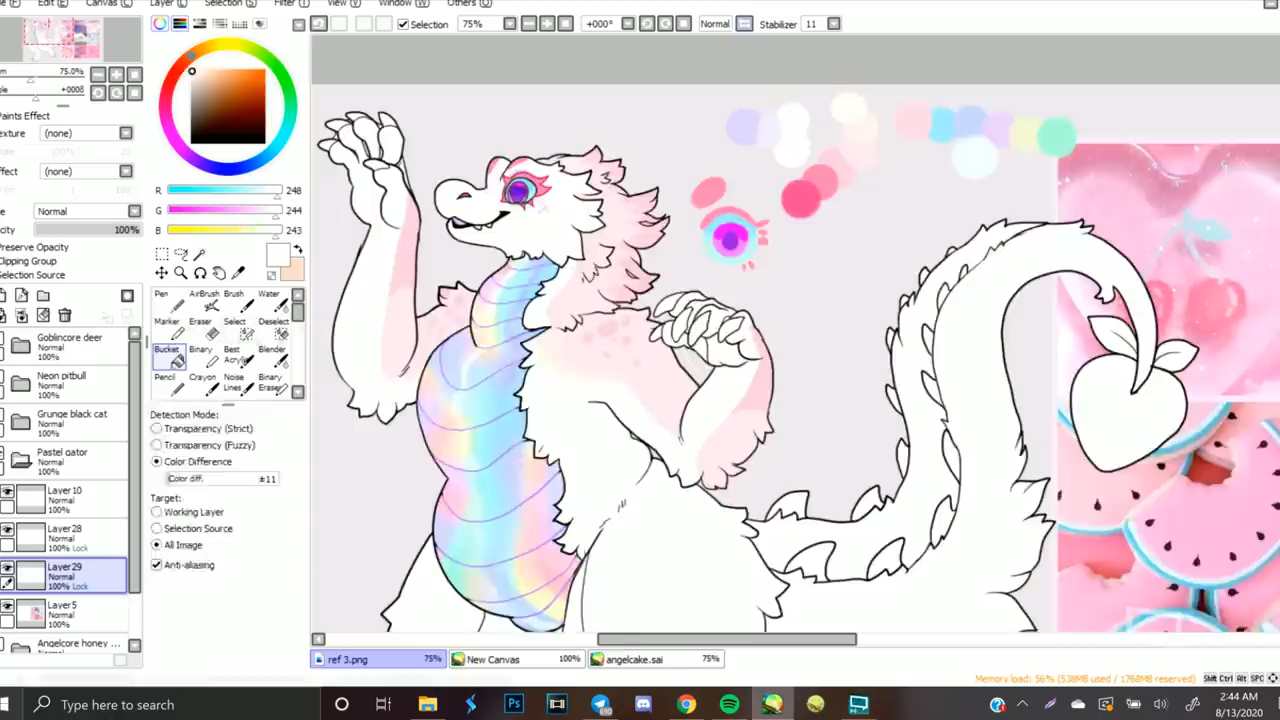 Edit (E)
Canvas (C)
Layer (L)
Selection (S)
Filter (T)
View (V)
Window (W)
Others (O)
Selection 75% +000° Normal Stabilizer 11
75.0%
+0008
Paints Effect
(none)
(none)
Normal
100%
Preserve Opacity
Clipping Group
Selection Source
R 248
G 244
B 243
Pen AirBrush Brush Water
Marker Eraser Select Deselect
Bucket Binary Best Acrylic Blender
Pencil Crayon Noise Lines Binary Eraser
Detection Mode:
Transparency (Strict)
Transparency (Fuzzy)
Color Difference
Color diff. ±11
Target:
Working Layer
Selection Source
All Image
Anti-aliasing
Goblincore deer
Normal
100%
Neon pitbull
Normal
100%
Grunge black cat
Normal
100%
Pastel gator
Normal
100%
Layer10
Normal
100%
Layer28
Normal
100% Lock
Layer29
Normal
100% Lock
Layer5
Normal
100%
Angelcore honey ...
Normal
ref 3.png 75%
New Canvas 100%
angelcake.sai 75%
Memory load: 56% (538MB used / 1768MB reserved)
Shift Ctrl Alt SPC
Type here to search
Ps
2:44 AM
8/13/2020